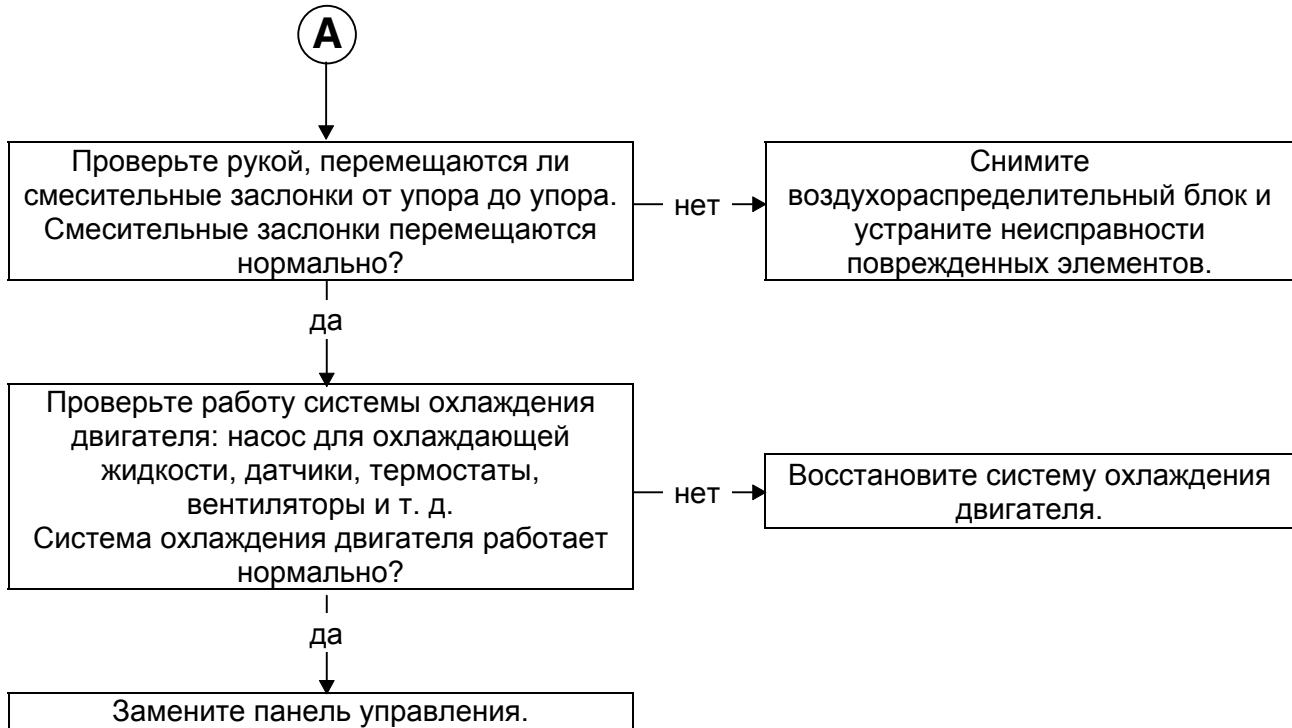 A
Проверьте рукой, перемещаются ли
смесительные заслонки от упора до упора.
Смесительные заслонки перемещаются
нормально?
нет
Снимите
воздухораспределительный блок и
устраните неисправности
поврежденных элементов.
да
Проверьте работу системы охлаждения
двигателя: насос для охлаждающей
жидкости, датчики, термостаты,
вентиляторы и т. д.
Система охлаждения двигателя работает
нормально?
нет
Восстановите систему охлаждения
двигателя.
да
Замените панель управления.